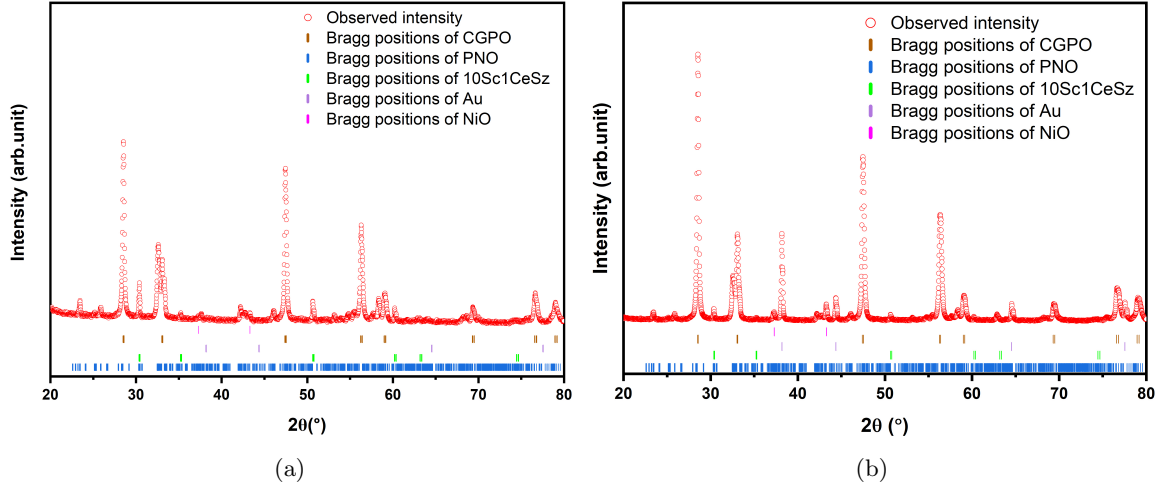 Observed intensity
Bragg positions of CGPO
Bragg positions of PNO
Bragg positions of 10Sc1CeSz
Bragg positions of Au
Bragg positions of NiO
Intensity (arb.unit)
20 30 40 50 60 70 80
2θ(°)
(a)
Observed intensity
Bragg positions of CGPO
Bragg positions of PNO
Bragg positions of 10Sc1CeSz
Bragg positions of Au
Bragg positions of NiO
Intensity (arb.unit)
20 30 40 50 60 70 80
2θ (°)
(b)